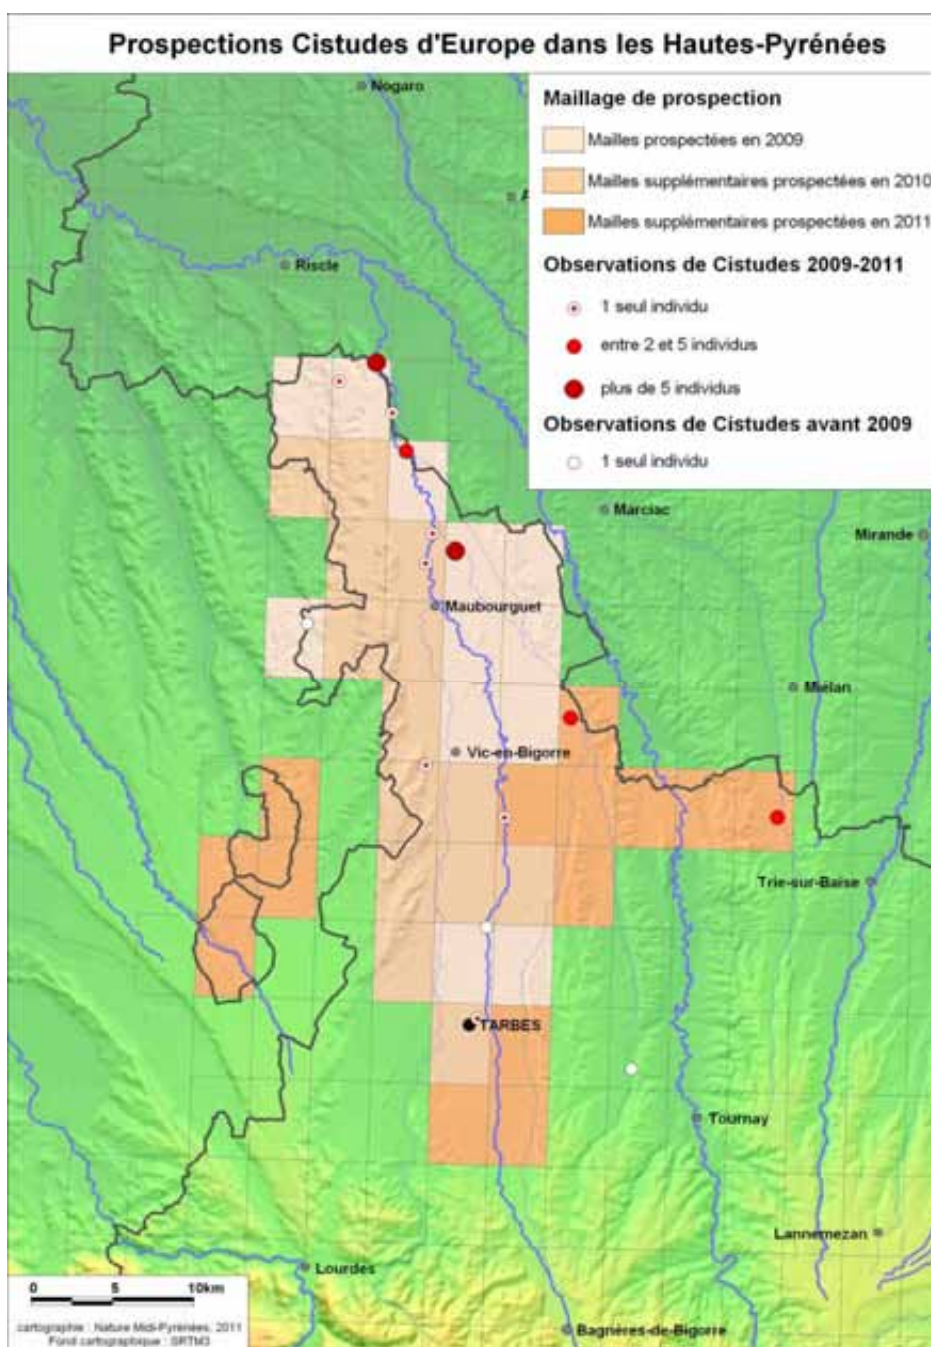 Prospections Cistudes d'Europe dans les Hautes-Pyrénées
Nogaro
Maillage de prospection
Mailles prospectées en 2009
Mailles supplémentaires prospectées en 2010
A
Mailles supplémentaires prospectées en 2011
Riscle
Observations de Cistudes 2009-2011
1 seul individu
entre 2 et 5 individus
plus de 5 individus
Observations de Cistudes avant 2009
1 seul individu
Marciac
Mirande
Maubourguet
Miélan
Vic-en-Bigorre
Trie-sur-Baïse
TARBES
Tournay
Lannemezan
Lourdes
0 5 10km
cartographie : Nature Midi-Pyrénées, 2011
Fond cartographique : SRTM3
Bagnères-de-Bigorre